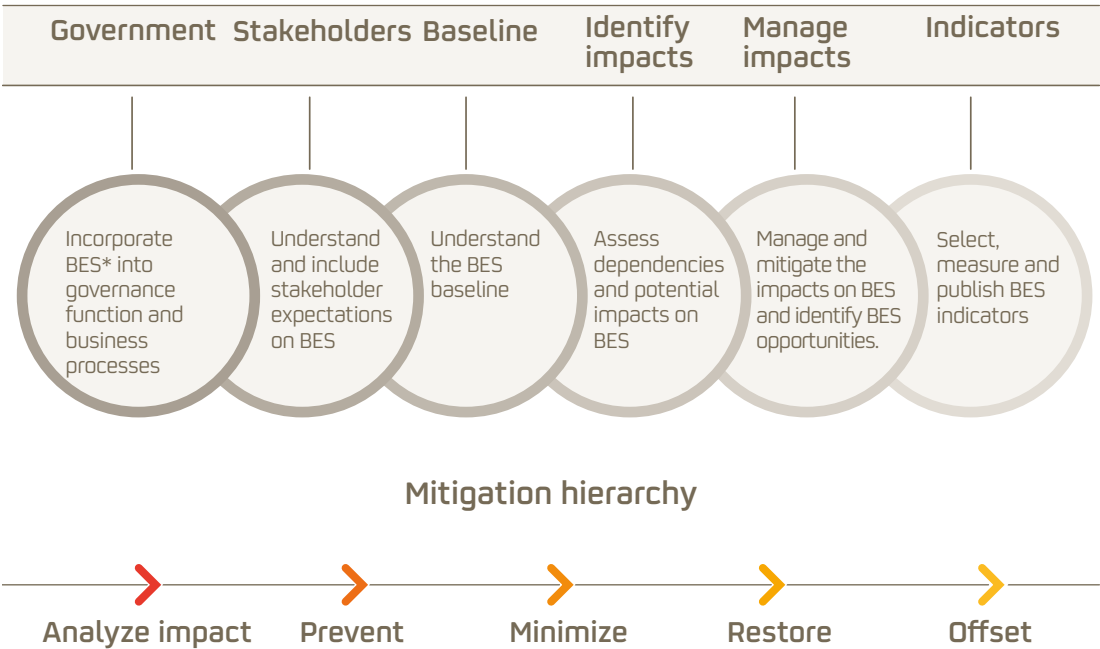 Government
Stakeholders
Baseline
Identify
impacts
Manage
impacts
Indicators
Incorporate
BES* into
governance
function and
business
processes
Understand
and include
stakeholder
expectations
on BES
Understand
the BES
baseline
Assess
dependencies
and potential
impacts on
BES
Manage and
mitigate the
impacts on BES
and identify BES
opportunities.
Select,
measure and
publish BES
indicators
Mitigation hierarchy
Analyze impact
Prevent
Minimize
Restore
Offset